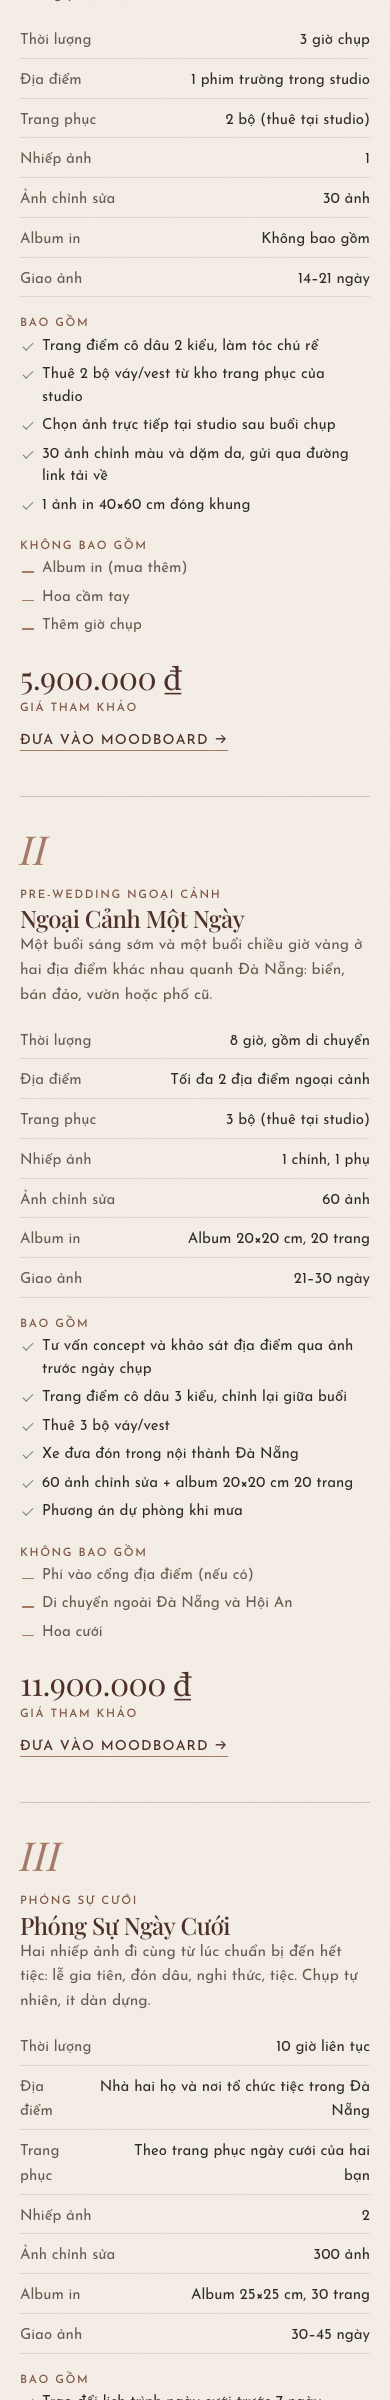 Thời lượng 3 giờ chụp
Địa điểm 1 phim trường trong studio
Trang phục 2 bộ (thuê tại studio)
Nhiếp ảnh 1
Ảnh chỉnh sửa 30 ảnh
Album in Không bao gồm
Giao ảnh 14–21 ngày
BAO GỒM
✓ Trang điểm cô dâu 2 kiểu, làm tóc chú rể
✓ Thuê 2 bộ váy/vest từ kho trang phục của
studio
✓ Chọn ảnh trực tiếp tại studio sau buổi chụp
✓ 30 ảnh chỉnh màu và dặm da, gửi qua đường
link tải về
✓ 1 ảnh in 40×60 cm đóng khung
KHÔNG BAO GỒM
— Album in (mua thêm)
— Hoa cầm tay
— Thêm giờ chụp
5.900.000 ₫
GIÁ THAM KHẢO
ĐƯA VÀO MOODBOARD →
II
PRE-WEDDING NGOẠI CẢNH
Ngoại Cảnh Một Ngày
Một buổi sáng sớm và một buổi chiều giờ vàng ở
hai địa điểm khác nhau quanh Đà Nẵng: biển,
bán đảo, vườn hoặc phố cũ.
Thời lượng 8 giờ, gồm di chuyển
Địa điểm Tối đa 2 địa điểm ngoại cảnh
Trang phục 3 bộ (thuê tại studio)
Nhiếp ảnh 1 chính, 1 phụ
Ảnh chỉnh sửa 60 ảnh
Album in Album 20×20 cm, 20 trang
Giao ảnh 21–30 ngày
BAO GỒM
✓ Tư vấn concept và khảo sát địa điểm qua ảnh
trước ngày chụp
✓ Trang điểm cô dâu 3 kiểu, chỉnh lại giữa buổi
✓ Thuê 3 bộ váy/vest
✓ Xe đưa đón trong nội thành Đà Nẵng
✓ 60 ảnh chỉnh sửa + album 20×20 cm 20 trang
✓ Phương án dự phòng khi mưa
KHÔNG BAO GỒM
— Phí vào cổng địa điểm (nếu có)
— Di chuyển ngoài Đà Nẵng và Hội An
— Hoa cưới
11.900.000 ₫
GIÁ THAM KHẢO
ĐƯA VÀO MOODBOARD →
III
PHÓNG SỰ CƯỚI
Phóng Sự Ngày Cưới
Hai nhiếp ảnh đi cùng từ lúc chuẩn bị đến hết
tiệc: lễ gia tiên, đón dâu, nghi thức, tiệc. Chụp tự
nhiên, ít dàn dựng.
Thời lượng 10 giờ liên tục
Địa Nhà hai họ và nơi tổ chức tiệc trong Đà
điểm Nẵng
Trang Theo trang phục ngày cưới của hai
phục bạn
Nhiếp ảnh 2
Ảnh chỉnh sửa 300 ảnh
Album in Album 25×25 cm, 30 trang
Giao ảnh 30–45 ngày
BAO GỒM